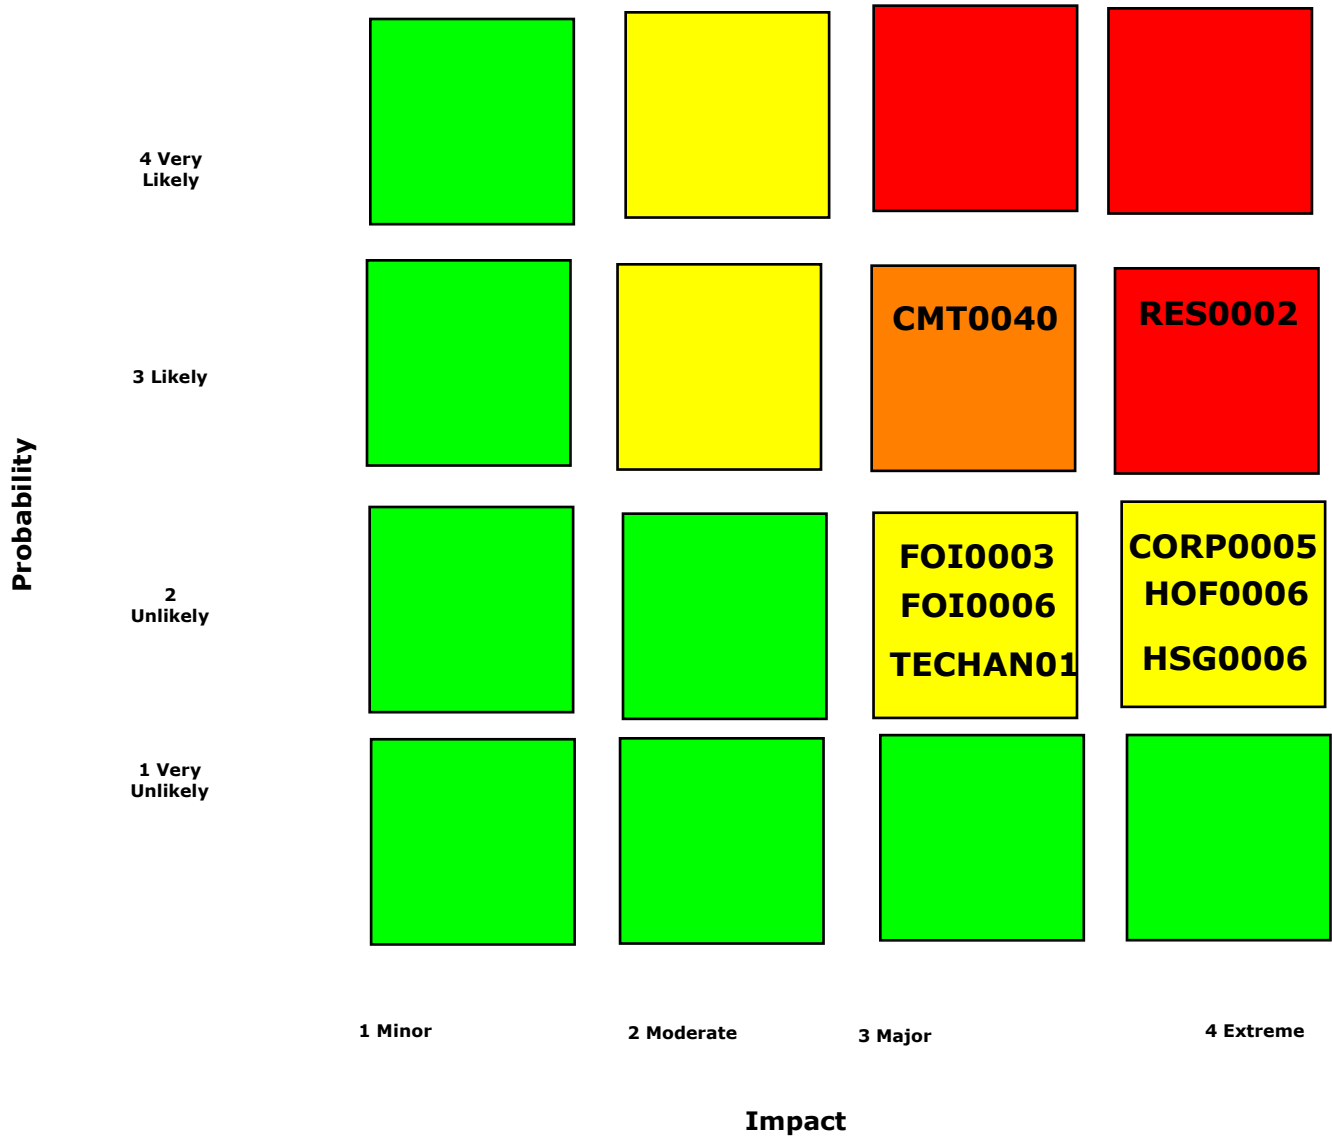 4 Very
Likely
CMT0040
RES0002
3 Likely
Probability
FOI0003
FOI0006
TECHAN01
CORP0005
HOF0006
HSG0006
2
Unlikely
1 Very
Unlikely
1 Minor
2 Moderate
3 Major
4 Extreme
Impact